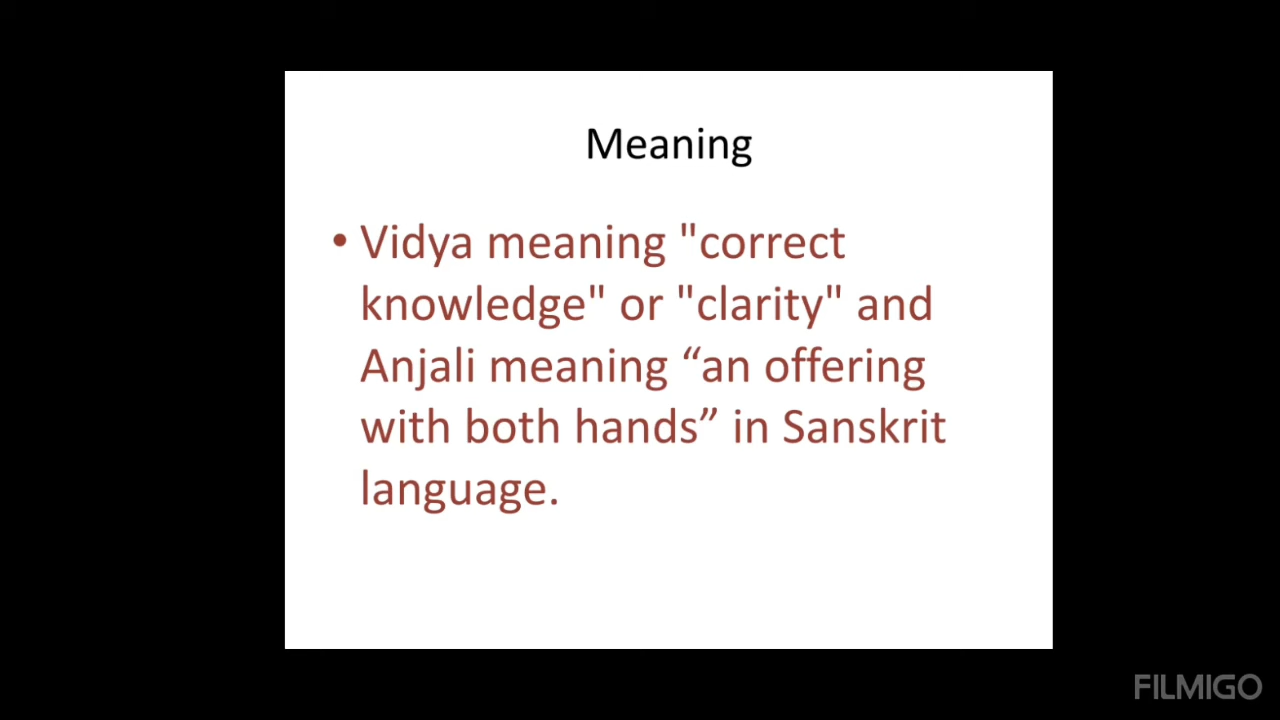 Meaning
• Vidya meaning "correct
knowledge" or "clarity" and
Anjali meaning “an offering
with both hands” in Sanskrit
language.
FILMIGO